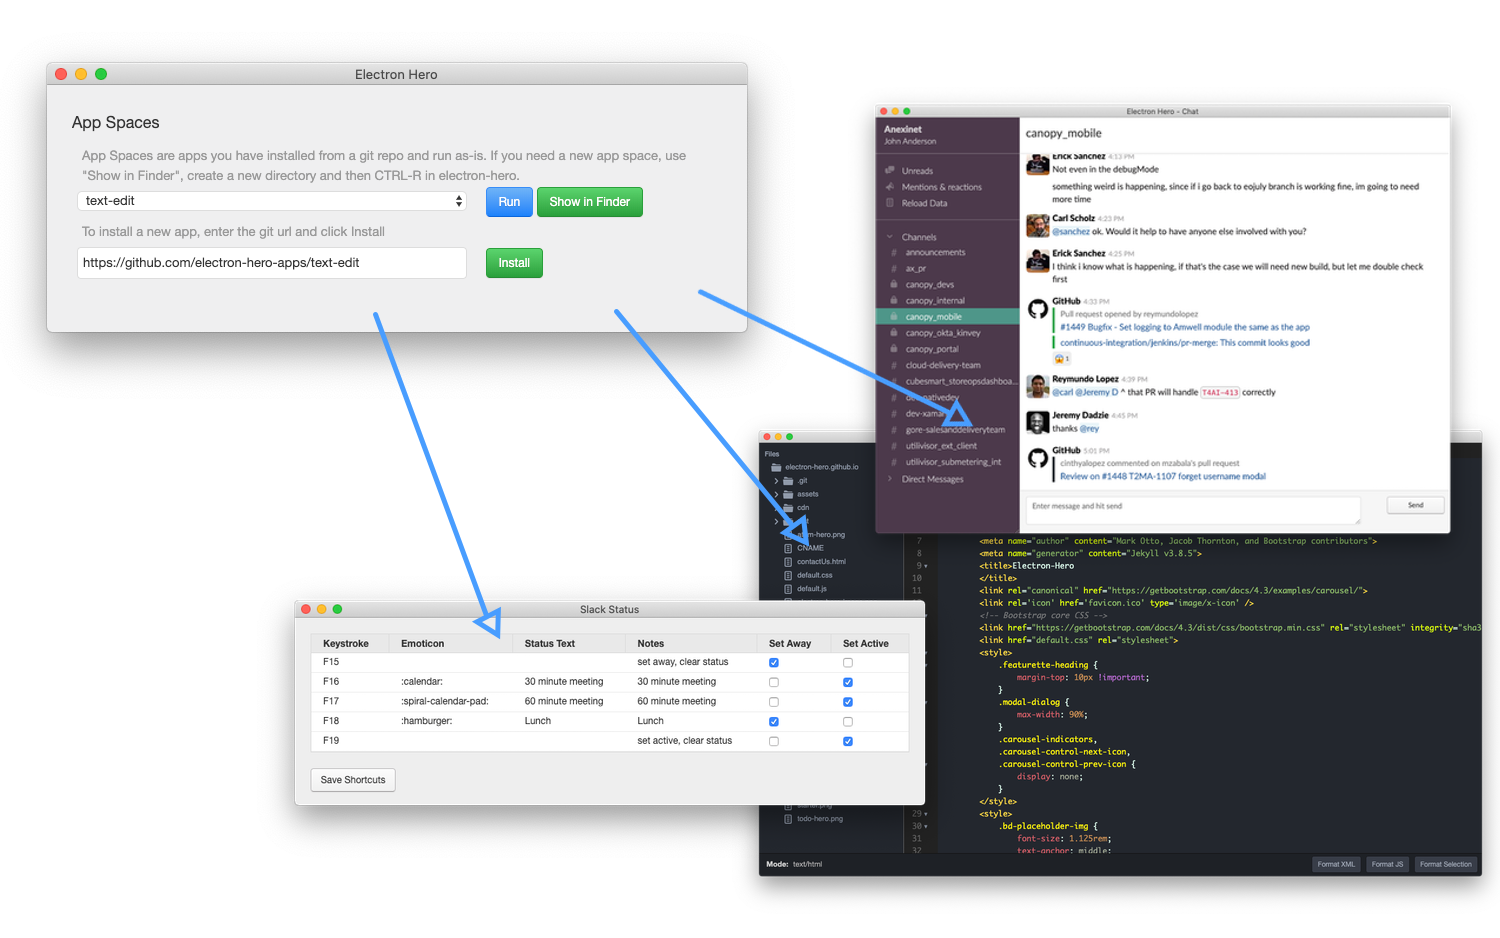 Electron Hero
App Spaces
App Spaces are apps you have installed from a git repo and run as-is. If you need a new app space, use
"Show in Finder", create a new directory and then CTRL-R in electron-hero.
text-edit
Run
Show in Finder
To install a new app, enter the git url and click Install
https://github.com/electron-hero-apps/text-edit
Install
Electron Hero - Chat
Anexinet
John Anderson
Unreads
Mentions & reactions
Reload Data
Channels
# announcements
# ax_pr
canopy_devs
canopy_internal
canopy_mobile
canopy_okta_kinvey
canopy_portal
# cloud-delivery-team
# cubesmart_storeopsdashboa...
# dev-nativedev
# dev-xamar
# gore-salesanddeliveryteam
# utilivisor_ext_client
# utilivisor_submetering_int
Direct Messages
canopy_mobile
Erick Sanchez 4:13 PM
Not even in the debugMode
something weird is happening, since if i go back to eojuly branch is working fine, im going to need
more time
Carl Scholz 4:23 PM
@sanchez ok. Would it help to have anyone else involved with you?
Erick Sanchez 4:25 PM
I think i know what is happening, if that's the case we will need new build, but let me double check
first
GitHub 4:33 PM
Pull request opened by reymundolopez
#1449 Bugfix - Set logging to Amwell module the same as the app
continuous-integration/jenkins/pr-merge: This commit looks good
1
Reymundo Lopez 4:39 PM
@carl @Jeremy D ^ that PR will handle T4AI-413 correctly
Jeremy Dadzie 4:45 PM
thanks @rey
GitHub 5:01 PM
cinthyalopez commented on mzabala's pull request
Review on #1448 T2MA-1107 forget username modal
Enter message and hit send
Send
Files
electron-hero.github.io
.git
assets
cdn
CNAME
contactUs.html
default.css
default.js
todo-hero.png
7 <meta name="author" content="Mark Otto, Jacob Thornton, and Bootstrap contributors">
8 <meta name="generator" content="Jekyll v3.8.5">
9 <title>Electron-Hero
10 </title>
11 <link rel="canonical" href="https://getbootstrap.com/docs/4.3/examples/carousel/">
<link rel='icon' href='favicon.ico' type='image/x-icon' />
<!-- Bootstrap core CSS -->
<link href="https://getbootstrap.com/docs/4.3/dist/css/bootstrap.min.css" rel="stylesheet" integrity="sha3
<link href="default.css" rel="stylesheet">
<style>
.featurette-heading {
margin-top: 10px !important;
}
.modal-dialog {
max-width: 90%;
}
.carousel-indicators,
.carousel-control-next-icon,
.carousel-control-prev-icon {
display: none;
}
</style>
29 <style>
30 .bd-placeholder-img {
31 font-size: 1.125rem;
32 text-anchor: middle;
Mode: text/html
Format XML
Format JS
Format Selection
Slack Status
Keystroke Emoticon Status Text Notes Set Away Set Active
F15 set away, clear status
F16 :calendar: 30 minute meeting 30 minute meeting
F17 :spiral-calendar-pad: 60 minute meeting 60 minute meeting
F18 :hamburger: Lunch Lunch
F19 set active, clear status
Save Shortcuts